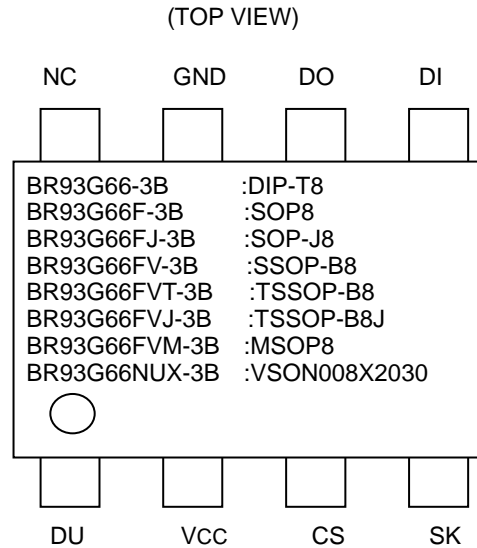 (TOP VIEW)
NC GND DO DI
BR93G66-3B :DIP-T8
BR93G66F-3B :SOP8
BR93G66FJ-3B :SOP-J8
BR93G66FV-3B :SSOP-B8
BR93G66FVT-3B :TSSOP-B8
BR93G66FVJ-3B :TSSOP-B8J
BR93G66FVM-3B :MSOP8
BR93G66NUX-3B :VSON008X2030
DU VCC CS SK